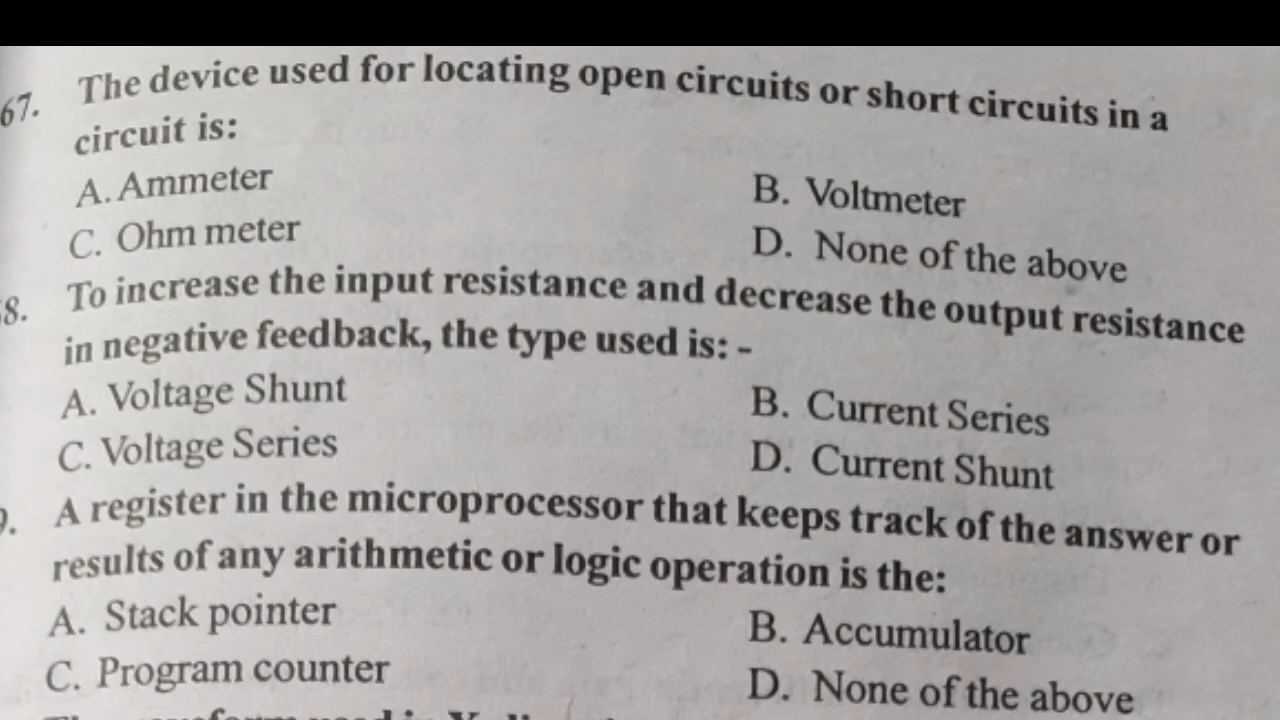 67. The device used for locating open circuits or short circuits in a
circuit is:
A. Ammeter B. Voltmeter
C. Ohm meter D. None of the above
8. To increase the input resistance and decrease the output resistance
in negative feedback, the type used is: -
A. Voltage Shunt B. Current Series
C. Voltage Series D. Current Shunt
9. A register in the microprocessor that keeps track of the answer or
results of any arithmetic or logic operation is the:
A. Stack pointer B. Accumulator
C. Program counter D. None of the above